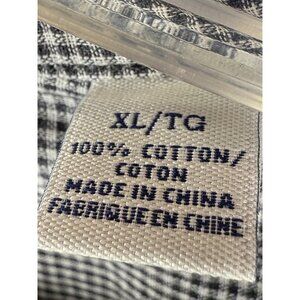 XL/TG
100% COTTON/
COTON
MADE IN CHINA
FABRIQUE EN CHINE